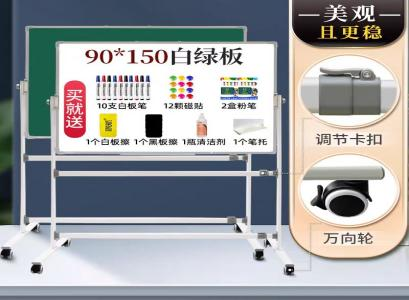 90*150白绿板
买就送
10支白板笔
12颗磁贴
2盒粉笔
1个白板擦
1个黑板擦
1瓶清洁剂
1个笔托
美观
且更稳
调节卡扣
万向轮